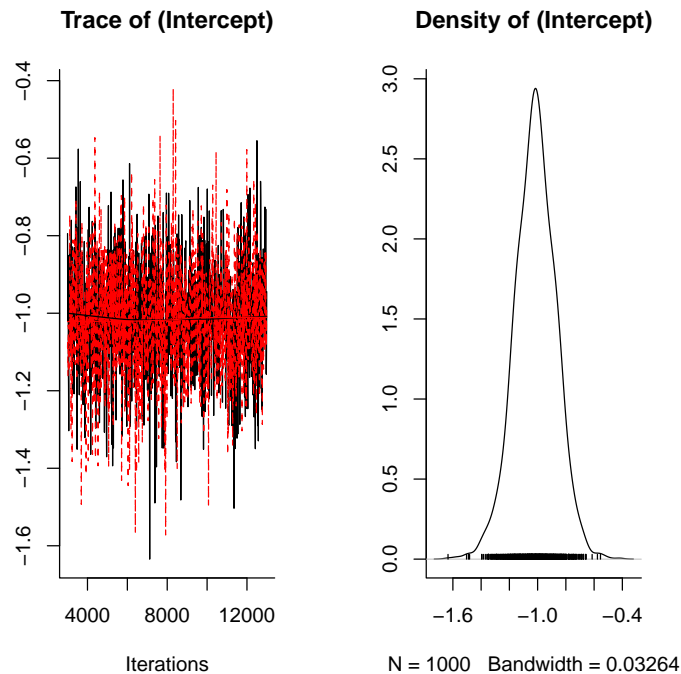 Trace of (Intercept)
−0.4
−0.6
−0.8
−1.0
−1.2
−1.4
−1.6
4000 8000 12000
Iterations
Density of (Intercept)
3.0
2.5
2.0
1.5
1.0
0.5
0.0
−1.6 −1.0 −0.4
N = 1000 Bandwidth = 0.03264